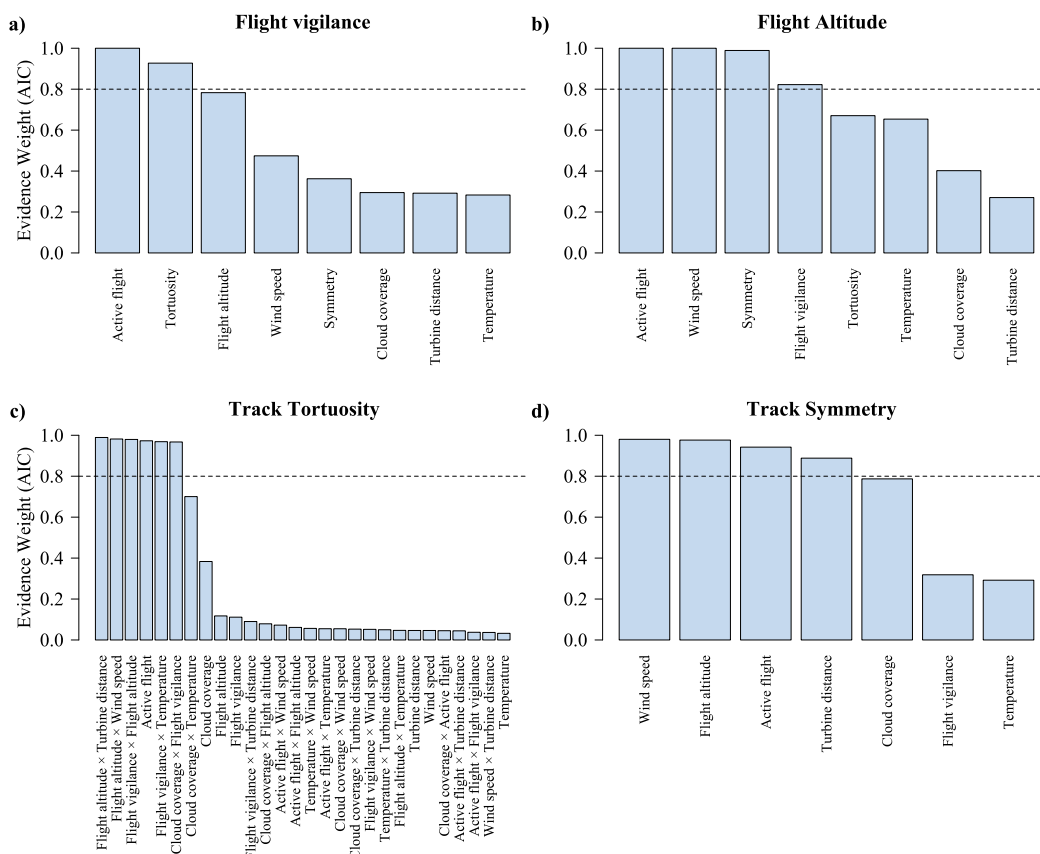 a)
Flight vigilance
Evidence Weight (AIC)
1.0
0.8
0.6
0.4
0.2
0.0
Active flight
Tortuosity
Flight altitude
Wind speed
Symmetry
Cloud coverage
Turbine distance
Temperature
b)
Flight Altitude
1.0
0.8
0.6
0.4
0.2
0.0
Active flight
Wind speed
Symmetry
Flight vigilance
Tortuosity
Temperature
Cloud coverage
Turbine distance
c)
Track Tortuosity
Evidence Weight (AIC)
1.0
0.8
0.6
0.4
0.2
0.0
Flight altitude × Turbine distance
Flight altitude × Wind speed
Flight vigilance × Flight altitude
Active flight
Flight vigilance × Temperature
Cloud coverage × Flight vigilance
Cloud coverage × Temperature
Cloud coverage
Flight altitude
Flight vigilance
Flight vigilance × Turbine distance
Cloud coverage × Flight altitude
Active flight × Wind speed
Active flight × Flight altitude
Temperature × Wind speed
Active flight × Temperature
Cloud coverage × Wind speed
Cloud coverage × Turbine distance
Flight vigilance × Wind speed
Temperature × Turbine distance
Flight altitude × Temperature
Turbine distance
Wind speed
Cloud coverage × Active flight
Active flight × Turbine distance
Active flight × Flight vigilance
Wind speed × Turbine distance
Temperature
d)
Track Symmetry
1.0
0.8
0.6
0.4
0.2
0.0
Wind speed
Flight altitude
Active flight
Turbine distance
Cloud coverage
Flight vigilance
Temperature